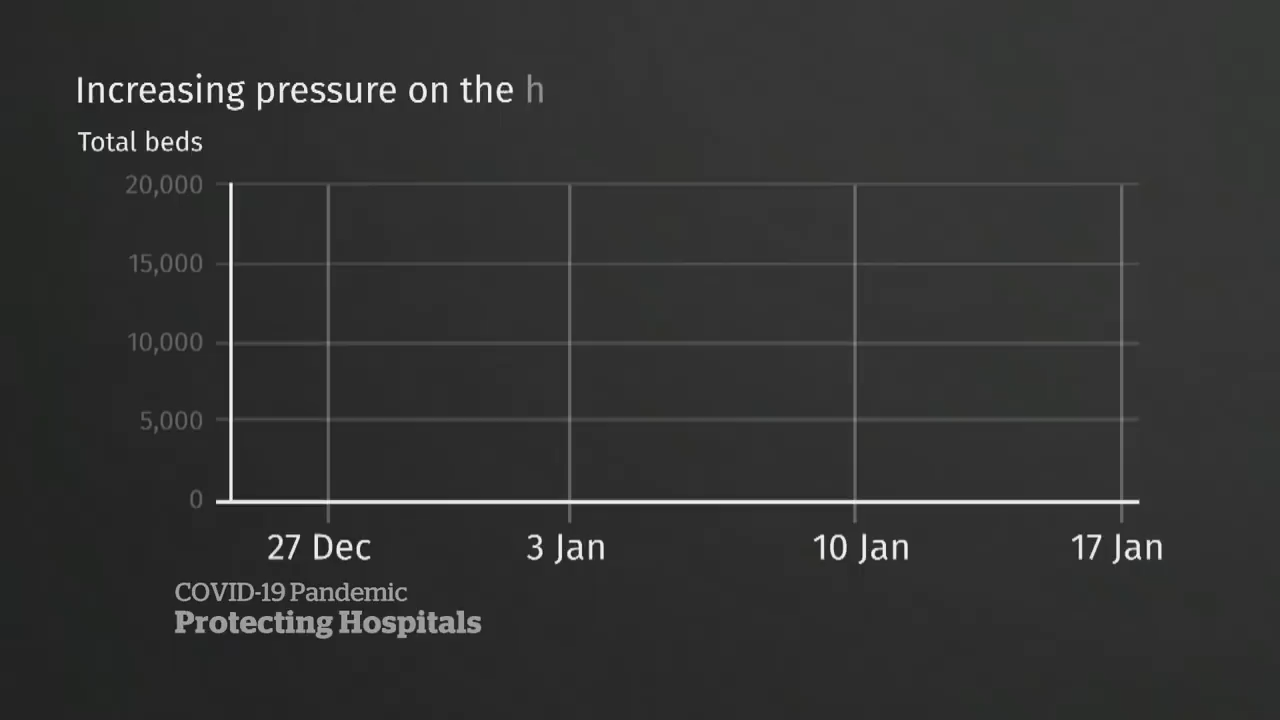 Increasing pressure on the h
Total beds
20,000
15,000
10,000
5,000
0
27 Dec 3 Jan 10 Jan 17 Jan
COVID-19 Pandemic
Protecting Hospitals